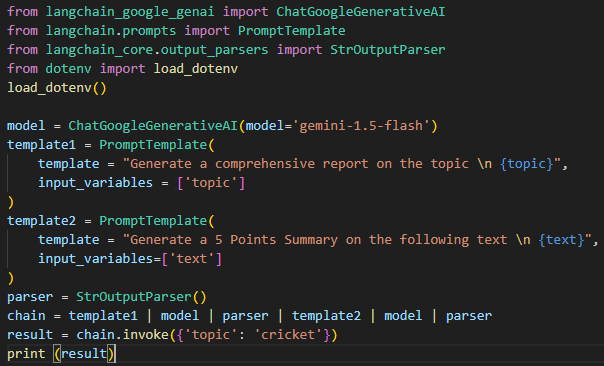 from langchain_google_genai import ChatGoogleGenerativeAI
from langchain.prompts import PromptTemplate
from langchain_core.output_parsers import StrOutputParser
from dotenv import load_dotenv
load_dotenv()

model = ChatGoogleGenerativeAI(model='gemini-1.5-flash')
template1 = PromptTemplate(
    template = "Generate a comprehensive report on the topic \n {topic}",
    input_variables = ['topic']
)
template2 = PromptTemplate(
    template = "Generate a 5 Points Summary on the following text \n {text}",
    input_variables=['text']
)
parser = StrOutputParser()
chain = template1 | model | parser | template2 | model | parser
result = chain.invoke({'topic': 'cricket'})
print (result)